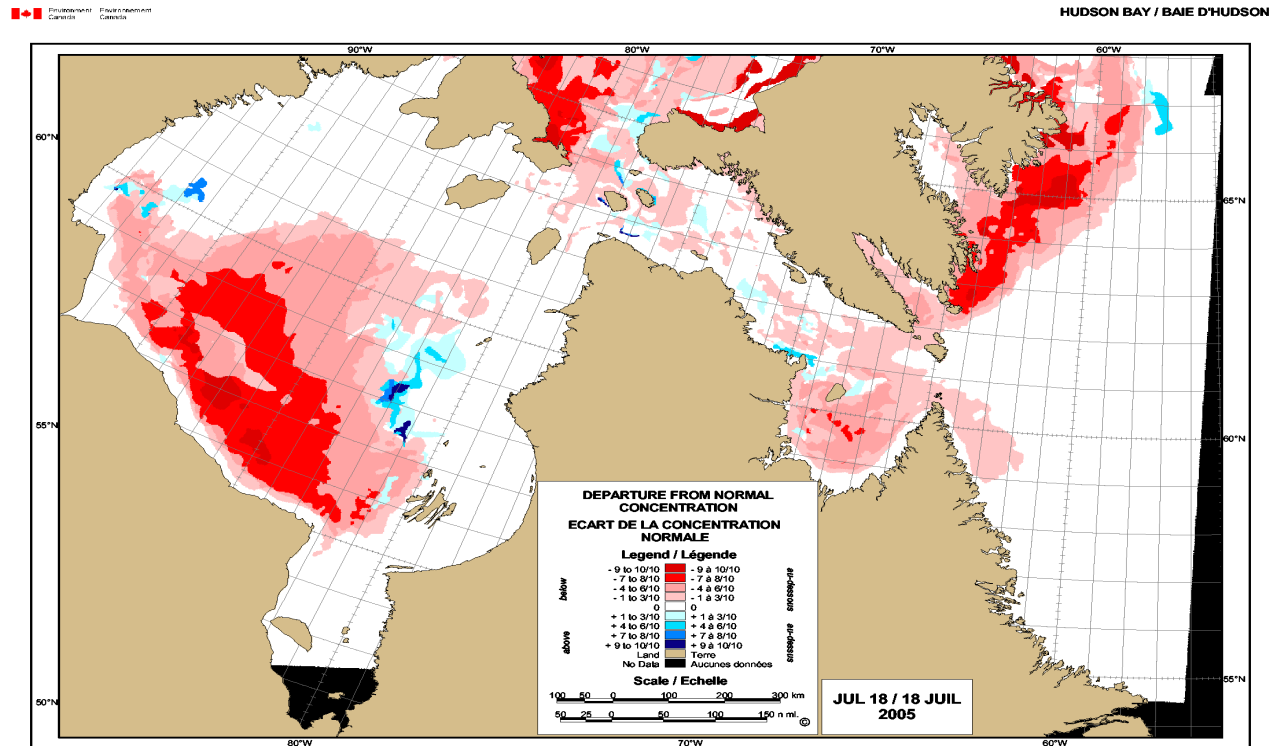 Environment Environnement
Canada Canada
HUDSON BAY / BAIE D'HUDSON
90°W 80°W 70°W 60°W
60°N
65°N
55°N
60°N
DEPARTURE FROM NORMAL
CONCENTRATION
ECART DE LA CONCENTRATION
NORMALE
Legend / Légende
- 9 to 10/10 - 9 à 10/10
- 7 to 8/10 - 7 à 8/10
- 4 to 6/10 - 4 à 6/10
- 1 to 3/10 - 1 à 3/10
0 0
+ 1 to 3/10 + 1 à 3/10
+ 4 to 6/10 + 4 à 6/10
+ 7 to 8/10 + 7 à 8/10
+ 9 to 10/10 + 9 à 10/10
Land Terre
No Data Aucunes données
below
above
au-dessous
au-dessus
Scale / Echelle
100 50 0 100 200 300 km
50 25 0 50 100 150 n mi.
©
JUL 18 / 18 JUIL
2005
55°N
50°N
80°W 70°W 60°W